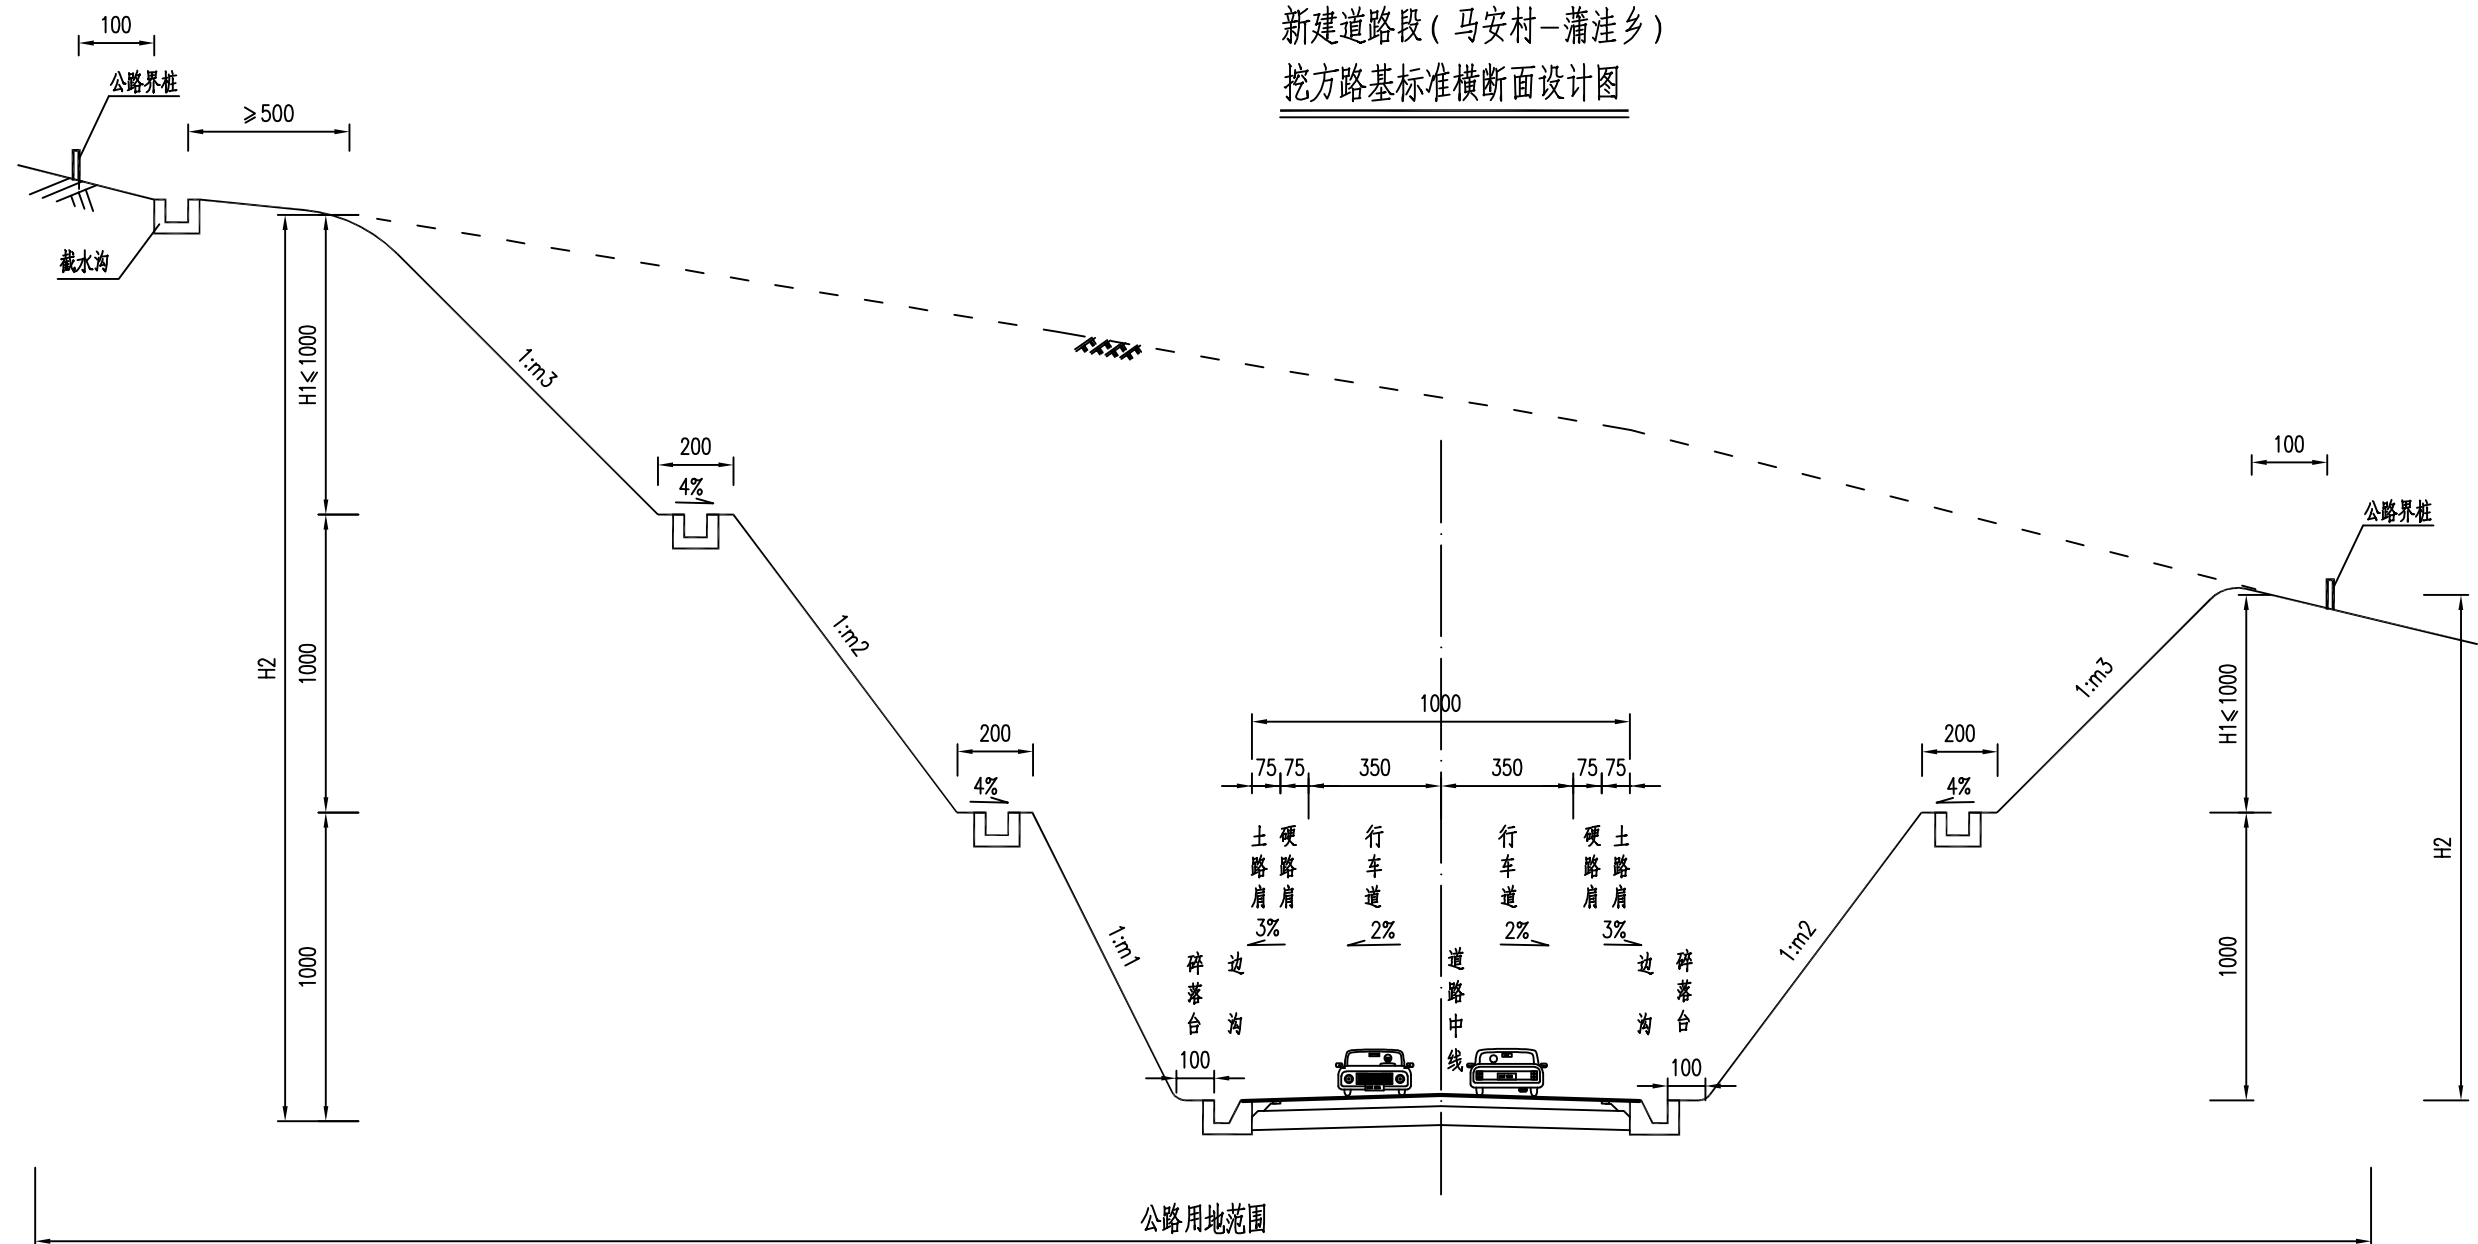 新建道路段(马安村-蒲洼乡)
挖方路基标准横断面设计图
100
公路界桩
≥500
截水沟
H1≤1000
1:m3
200
4%
100
公路界桩
H2
1000
1:m2
200
4%
1000
75 75 350 350 75 75
土路肩
硬路肩
行车道
行车道
硬路肩
土路肩
3%
2%
2%
3%
1:m3
H1≤1000
200
4%
H2
1000
1:m1
碎落台
边沟
道路中线
边沟
碎落台
1:m2
1000
100
100
公路用地范围